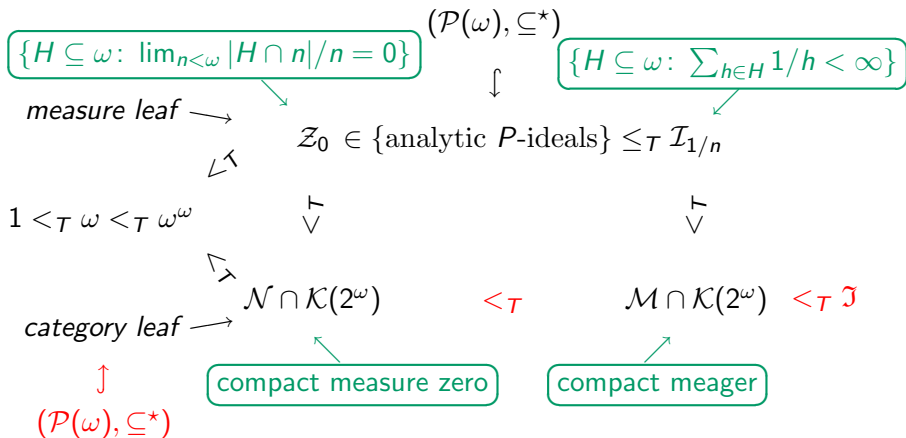 (𝒫(ω), ⊆⋆)
{H ⊆ ω: lim_{n<ω} |H ∩ n|/n = 0}
{H ⊆ ω: ∑_{h∈H} 1/h < ∞}
↪
measure leaf
𝒵₀ ∈ {analytic P-ideals} ≤_T ℐ_{1/n}
<_T
<_T
<_T
1 <_T ω <_T ω^ω
<_T
𝒩 ∩ 𝒦(2^ω) <_T ℳ ∩ 𝒦(2^ω) <_T ℑ
category leaf
↪
compact measure zero
compact meager
(𝒫(ω), ⊆⋆)